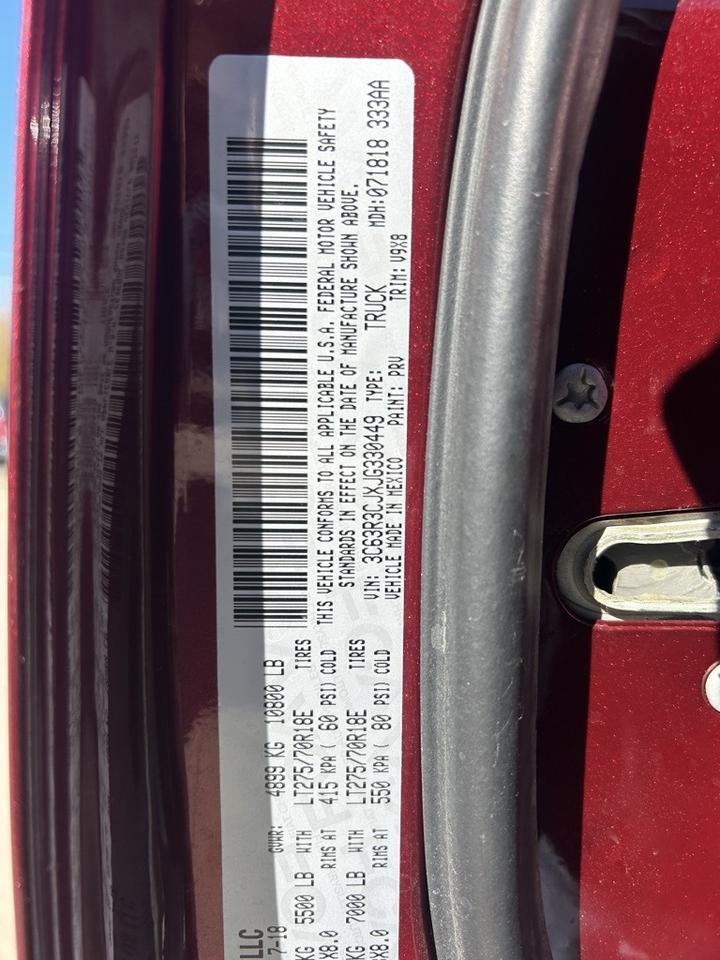 LLC
7-18 GVWR: 4899 KG 10800 LB
KG 5500 LB WITH LT275/70R18E TIRES
X8.0 RIMS AT 415 KPA ( 60 PSI) COLD
KG 7000 LB WITH LT275/70R18E TIRES
X8.0 RIMS AT 550 KPA ( 80 PSI) COLD
THIS VEHICLE CONFORMS TO ALL APPLICABLE U.S.A. FEDERAL MOTOR VEHICLE SAFETY
STANDARDS IN EFFECT ON THE DATE OF MANUFACTURE SHOWN ABOVE.
VIN: 3C63R3CJXJG330449 TYPE: TRUCK MDH:071818 333AA
VEHICLE MADE IN MEXICO PAINT: PRV TRIM: V9X8